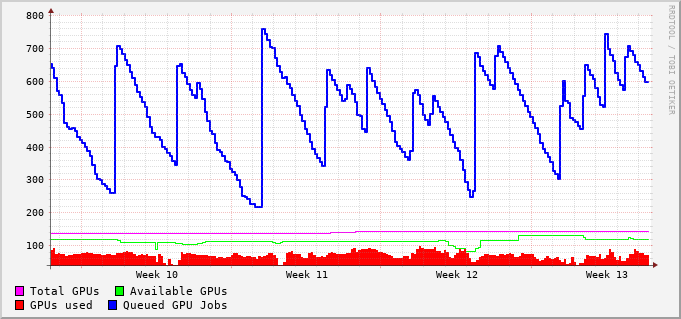 800
700
600
500
400
300
200
100
Week 10 Week 11 Week 12 Week 13
Total GPUs Available GPUs
GPUs used Queued GPU Jobs
RRDTOOL / TOBI OETIKER